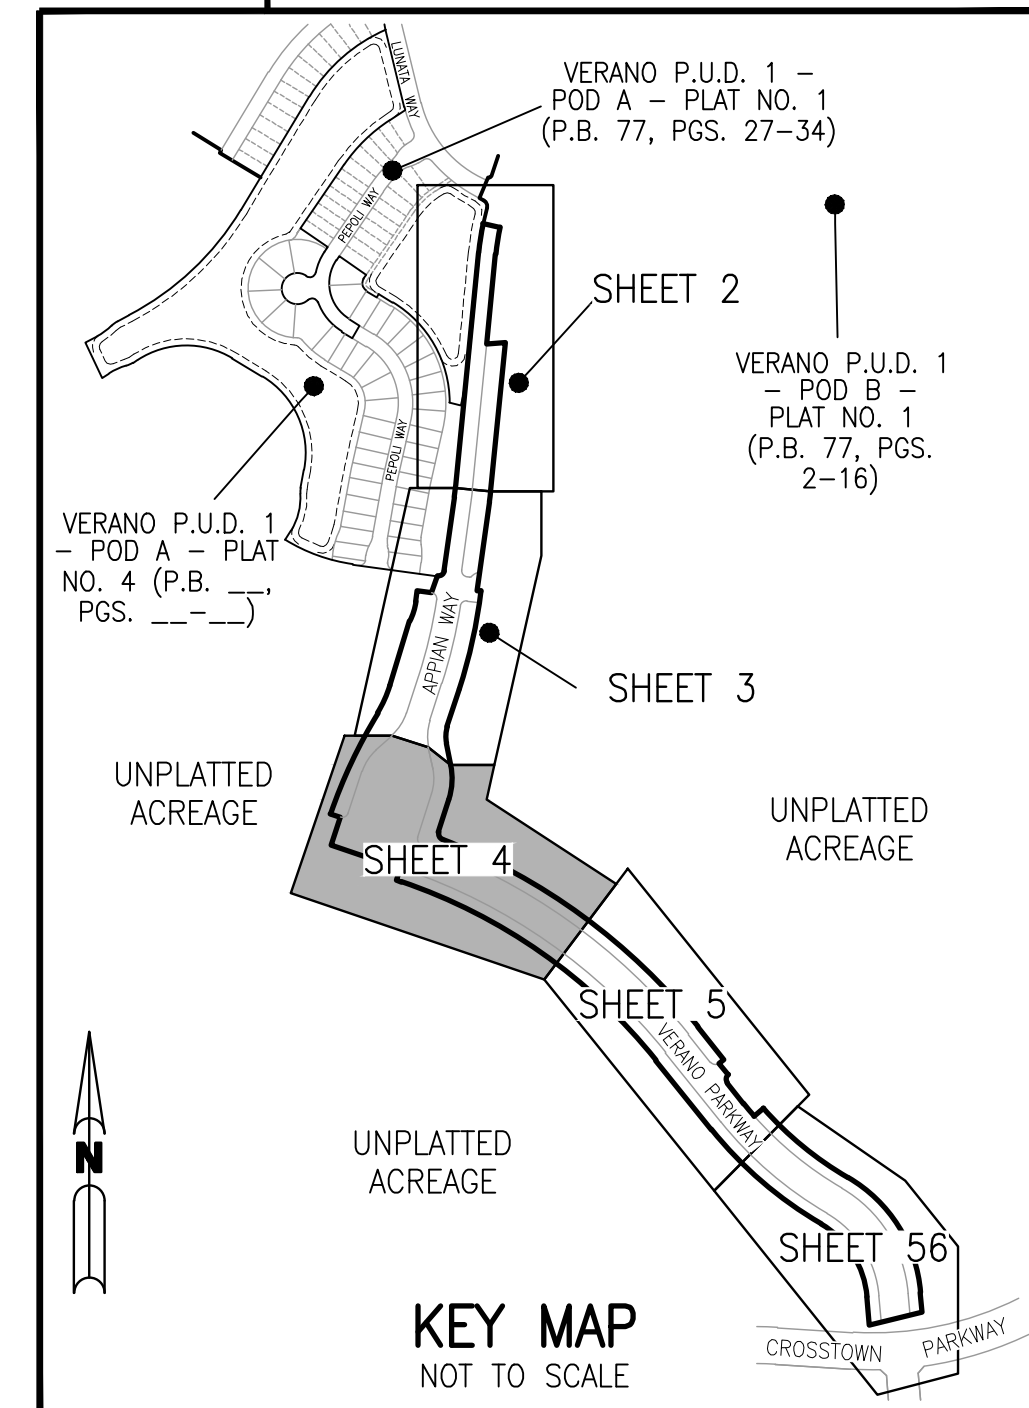 LUNATA WAY
VERANO P.U.D. 1 –
POD A – PLAT NO. 1
(P.B. 77, PGS. 27–34)
PEPOLI WAY
SHEET 2
VERANO P.U.D. 1
– POD B –
PLAT NO. 1
(P.B. 77, PGS.
2–16)
PEPOLI WAY
VERANO P.U.D. 1
– POD A – PLAT
NO. 4 (P.B. __,
PGS. __–__)
APPIAN WAY
SHEET 3
UNPLATTED
ACREAGE
UNPLATTED
ACREAGE
SHEET 4
SHEET 5
VERANO PARKWAY
N
UNPLATTED
ACREAGE
SHEET 56
KEY MAP
NOT TO SCALE
CROSSTOWN PARKWAY